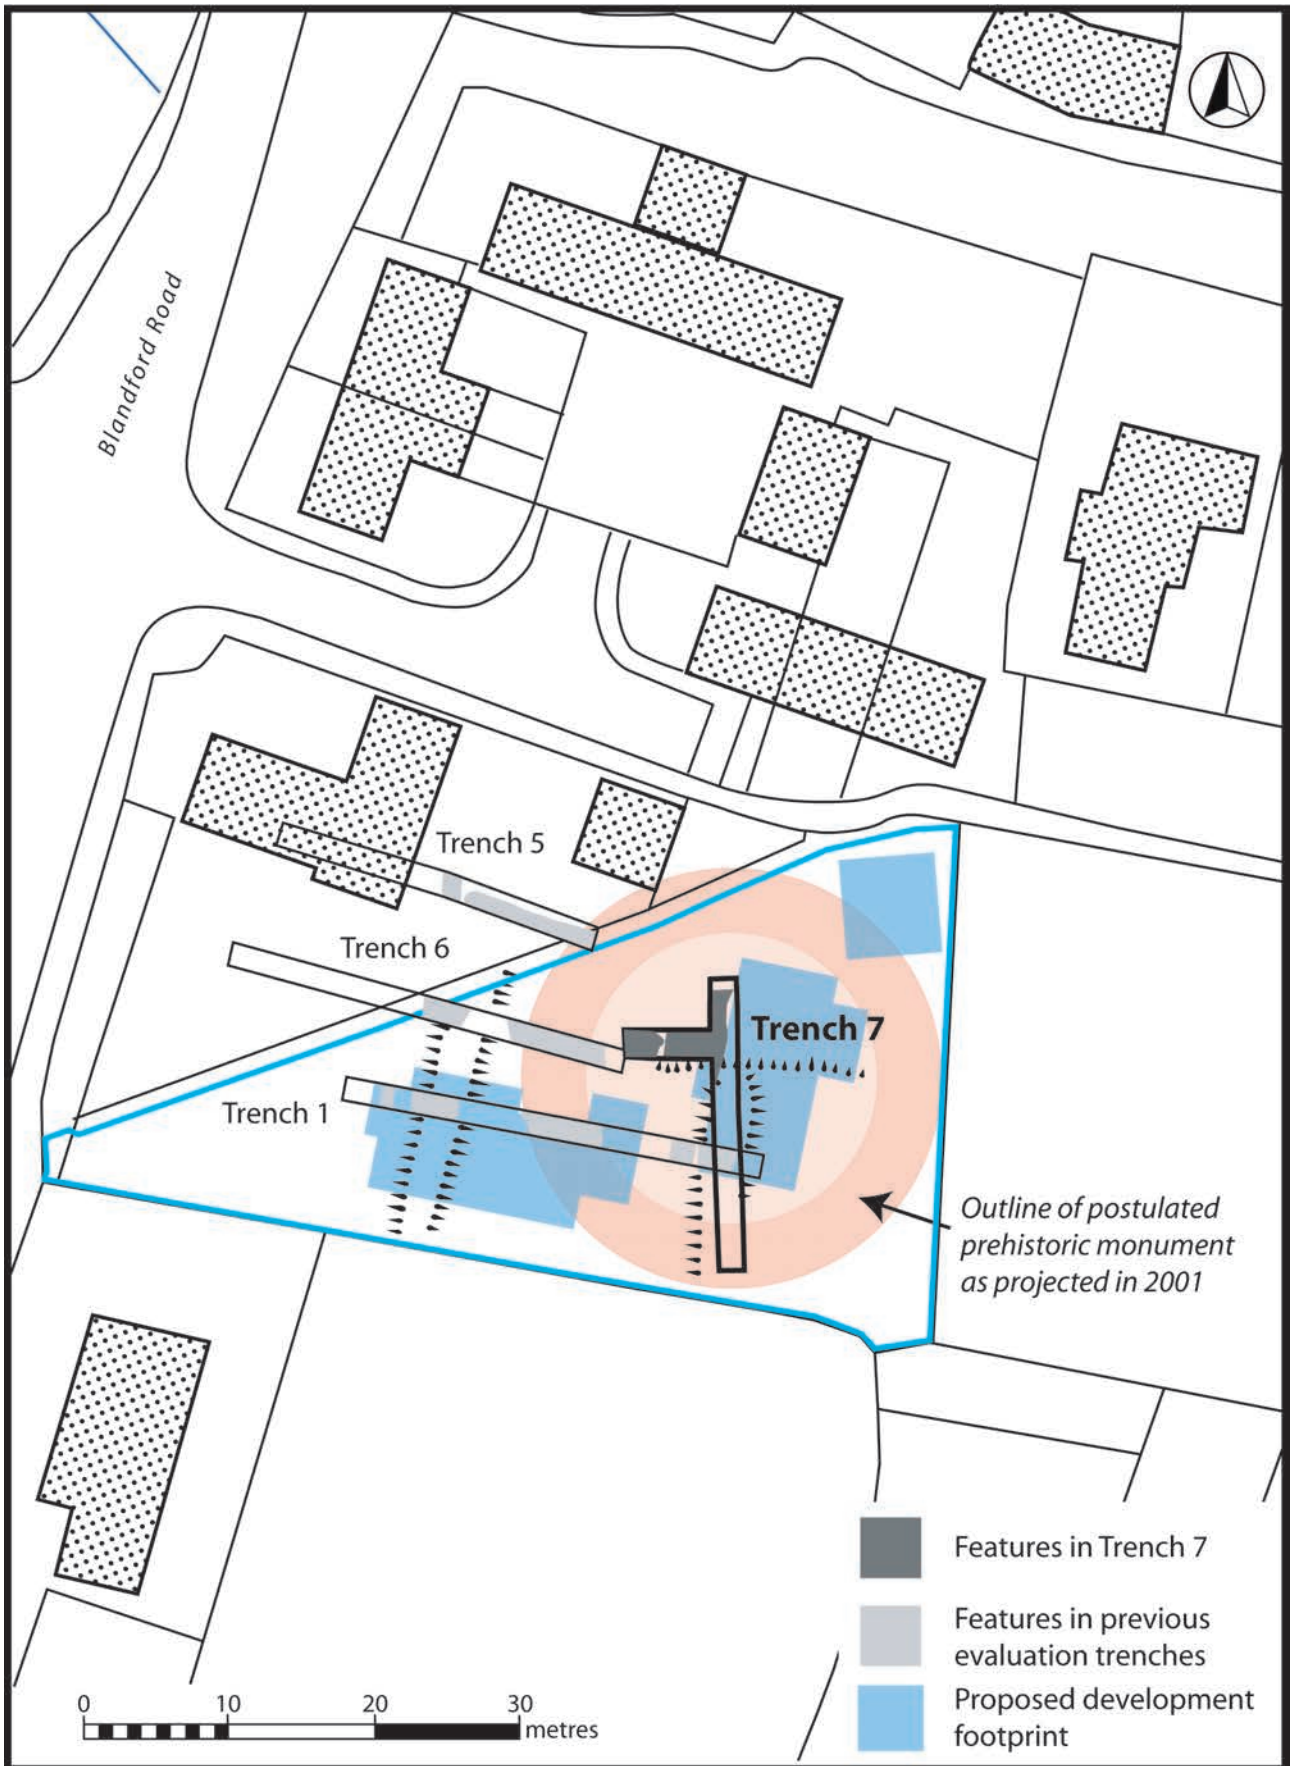 Blandford Road
Trench 5
Trench 6
Trench 7
Trench 1
Outline of postulated
prehistoric monument
as projected in 2001
Features in Trench 7
Features in previous
evaluation trenches
Proposed development
footprint
0 10 20 30
metres